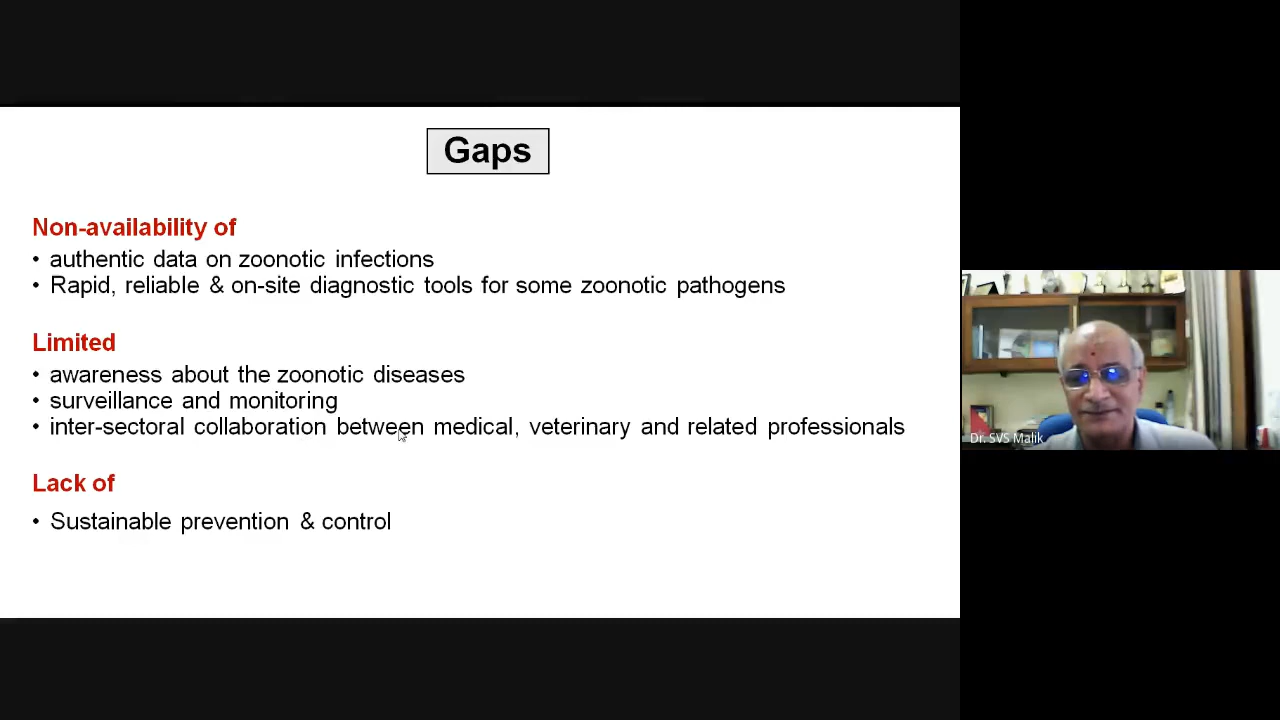 Gaps
Non-availability of
• authentic data on zoonotic infections
• Rapid, reliable & on-site diagnostic tools for some zoonotic pathogens
Limited
• awareness about the zoonotic diseases
• surveillance and monitoring
• inter-sectoral collaboration between medical, veterinary and related professionals
Lack of
• Sustainable prevention & control
Dr. SVS Malik